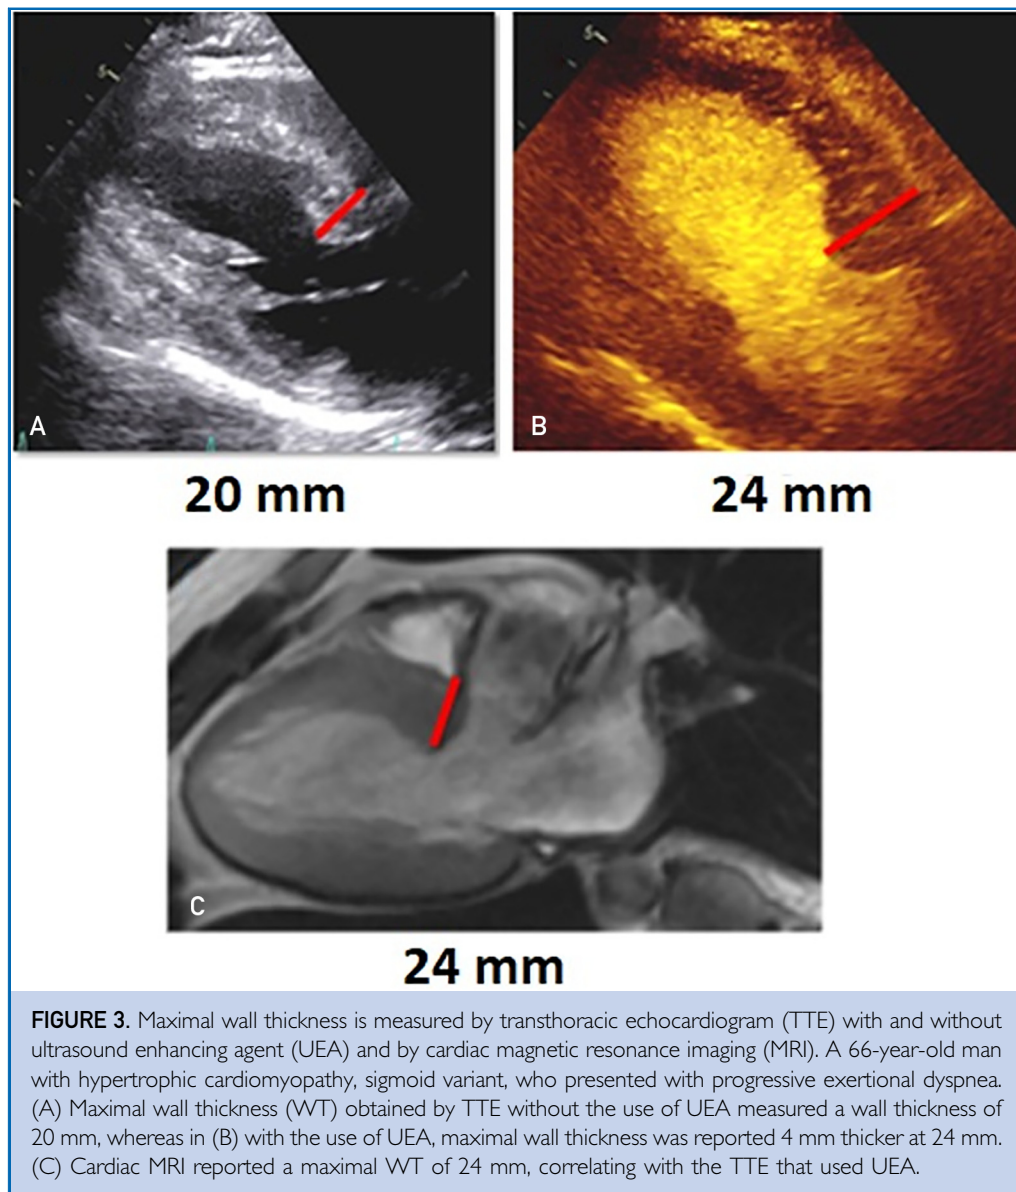 A
B
20 mm
24 mm
C
24 mm
FIGURE 3. Maximal wall thickness is measured by transthoracic echocardiogram (TTE) with and without
ultrasound enhancing agent (UEA) and by cardiac magnetic resonance imaging (MRI). A 66-year-old man
with hypertrophic cardiomyopathy, sigmoid variant, who presented with progressive exertional dyspnea.
(A) Maximal wall thickness (WT) obtained by TTE without the use of UEA measured a wall thickness of
20 mm, whereas in (B) with the use of UEA, maximal wall thickness was reported 4 mm thicker at 24 mm.
(C) Cardiac MRI reported a maximal WT of 24 mm, correlating with the TTE that used UEA.